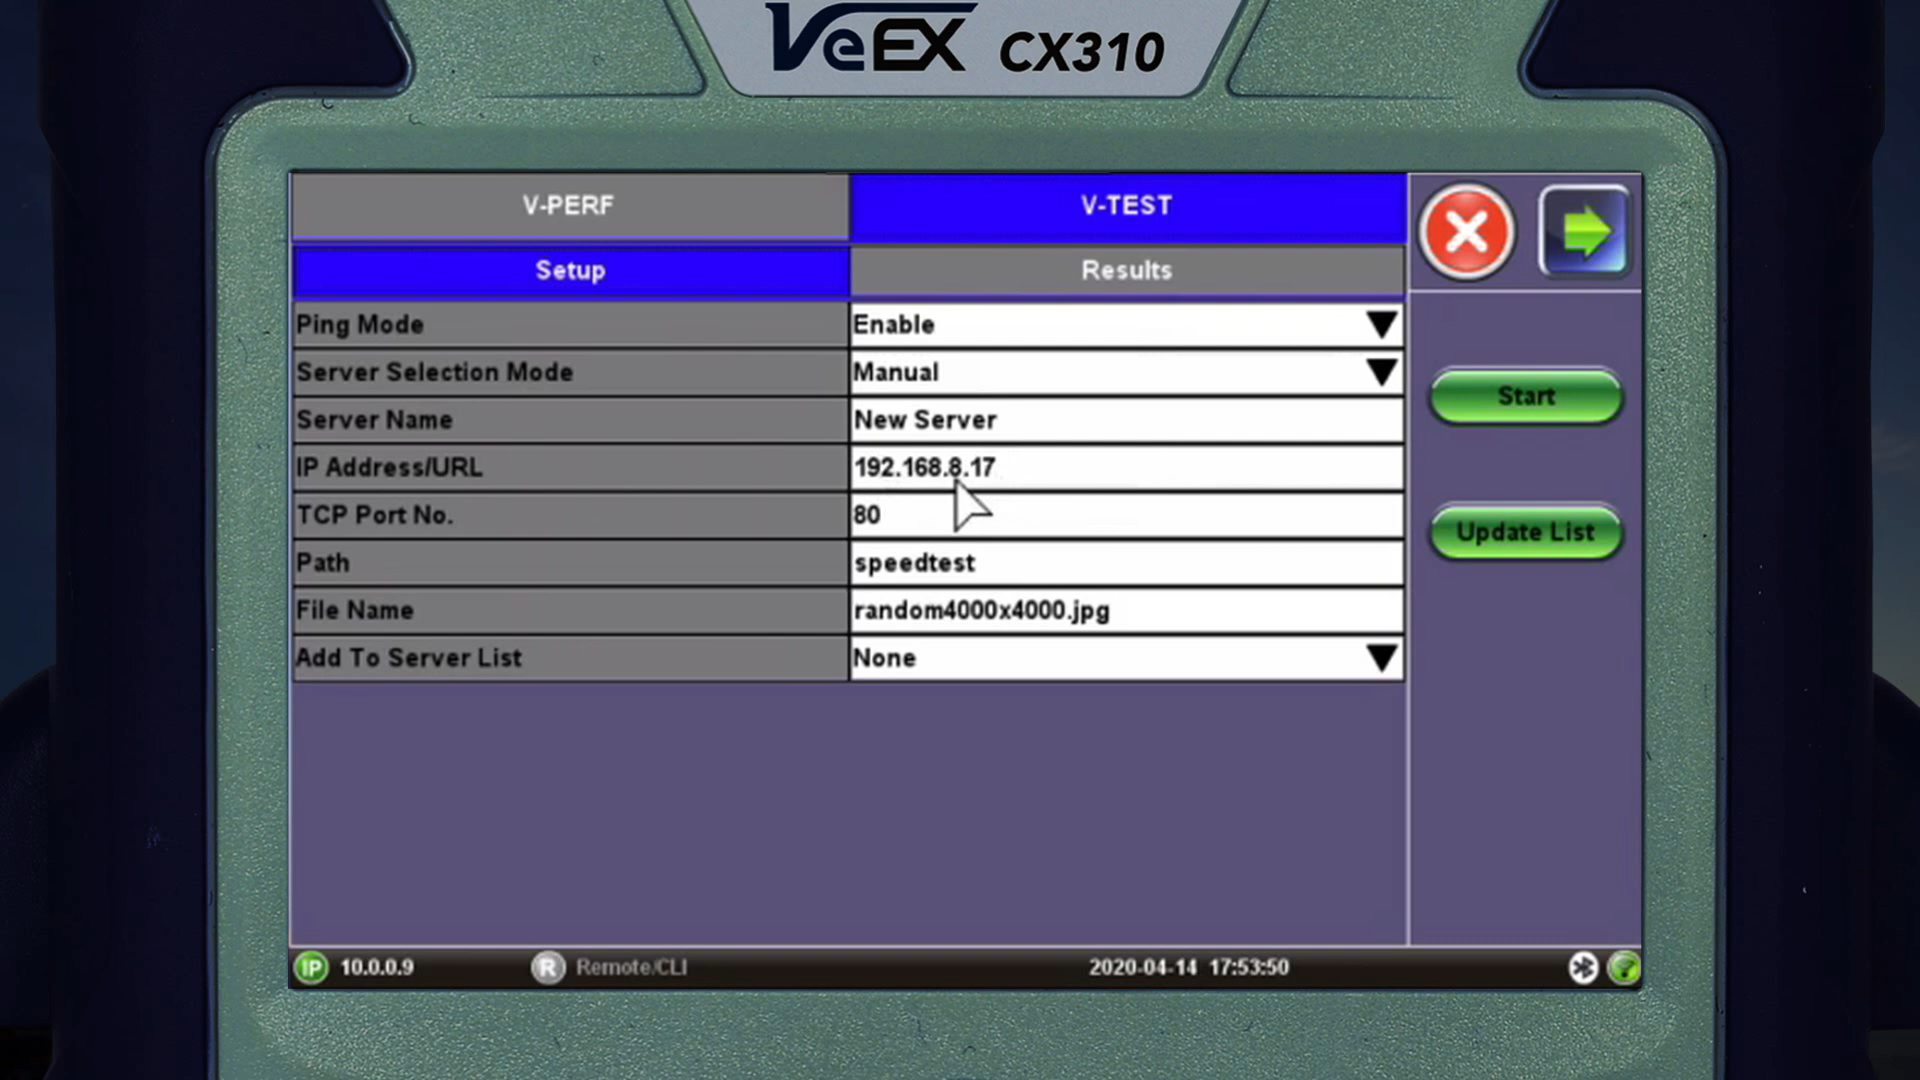 VeEX CX310
V-PERF V-TEST
Setup Results
Ping Mode Enable
Server Selection Mode Manual
Server Name New Server
IP Address/URL 192.168.8.17
TCP Port No. 80
Path speedtest
File Name random4000x4000.jpg
Add To Server List None
Start
Update List
IP 10.0.0.9 R Remote/CLI 2020-04-14 17:53:50